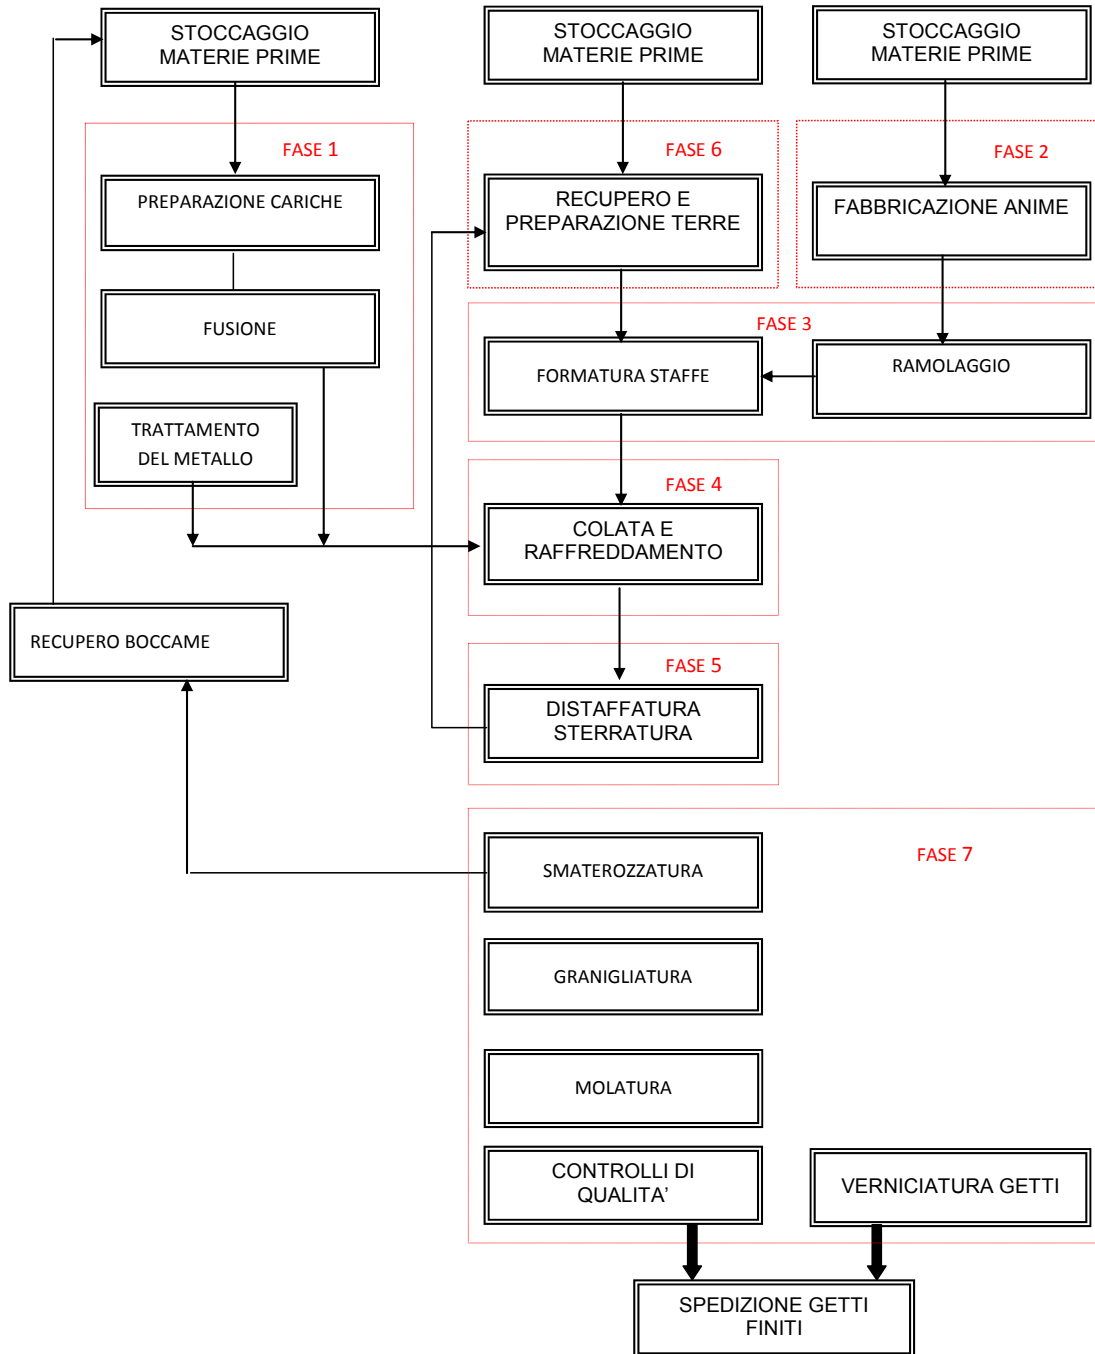 STOCCAGGIO
MATERIE PRIME
STOCCAGGIO
MATERIE PRIME
STOCCAGGIO
MATERIE PRIME
FASE 1
FASE 6
FASE 2
PREPARAZIONE CARICHE
RECUPERO E
PREPARAZIONE TERRE
FABBRICAZIONE ANIME
FUSIONE
FASE 3
FORMATURA STAFFE
RAMOLAGGIO
TRATTAMENTO
DEL METALLO
FASE 4
COLATA E
RAFFREDDAMENTO
RECUPERO BOCCAME
FASE 5
DISTAFFATURA
STERRATURA
FASE 7
SMATEROZZATURA
GRANIGLIATURA
MOLATURA
CONTROLLI DI
QUALITA’
VERNICIATURA GETTI
SPEDIZIONE GETTI
FINITI